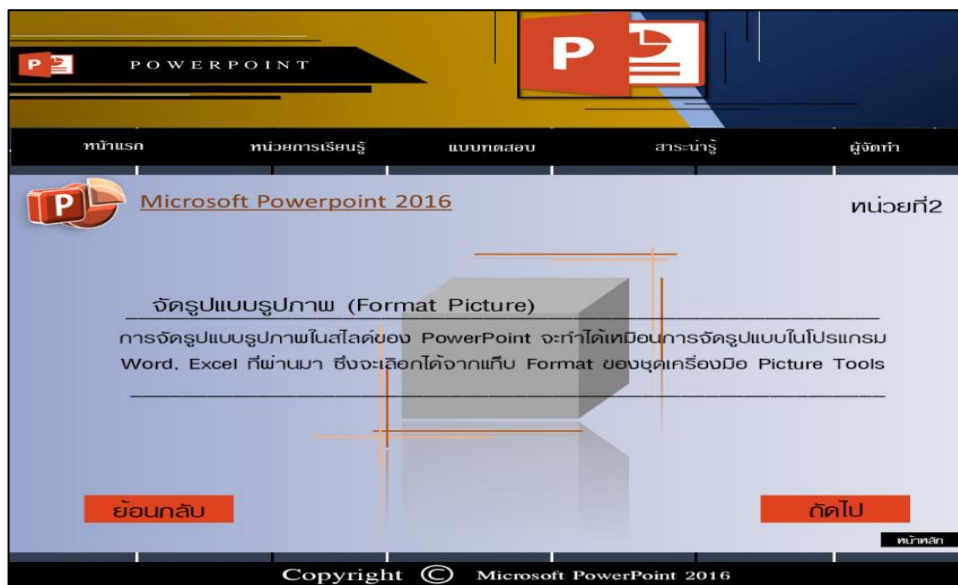 P POWERPOINT
P
หน้าแรก หน่วยการเรียนรู้ แบบทดสอบ สาระน่ารู้ ผู้จัดทำ
P Microsoft Powerpoint 2016 หน่วยที่2
จัดรูปแบบรูปภาพ (Format Picture)
การจัดรูปแบบรูปภาพในสไลด์ของ PowerPoint จะทำได้เหมือนการจัดรูปแบบในโปรแกรม
Word, Excel ที่ผ่านมา ซึ่งจะเลือกได้จากแท็บ Format ของชุดเครื่องมือ Picture Tools
ย้อนกลับ ถัดไป
หน้าหลัก
Copyright © Microsoft PowerPoint 2016